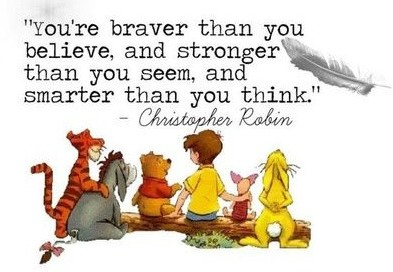 "You're braver than you
believe, and stronger
than you seem, and
smarter than you think."
- Christopher Robin